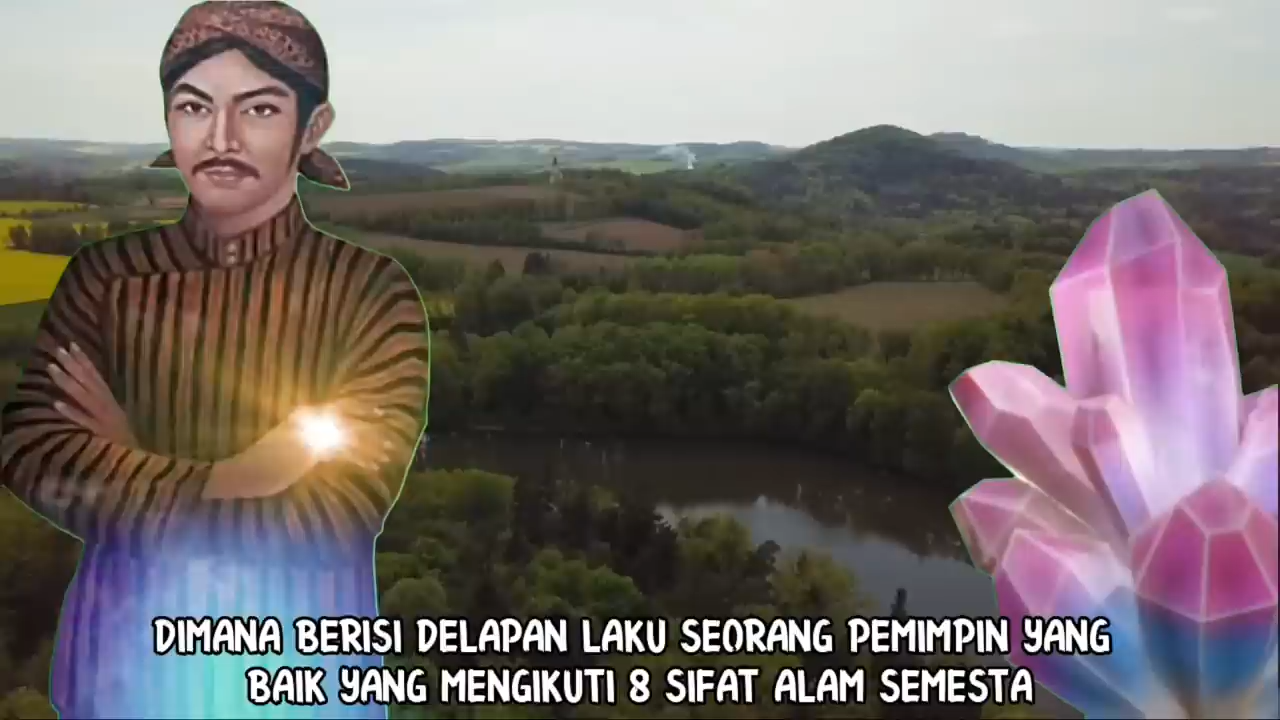 DIMANA BERISI DELAPAN LAKU SEORANG PEMIMPIN YANG
BAIK YANG MENGIKUTI 8 SIFAT ALAM SEMESTA